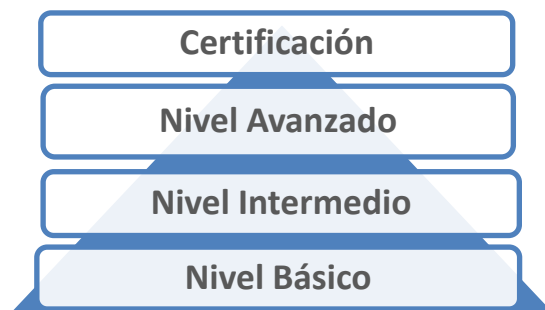 Certificación
Nivel Avanzado
Nivel Intermedio
Nivel Básico